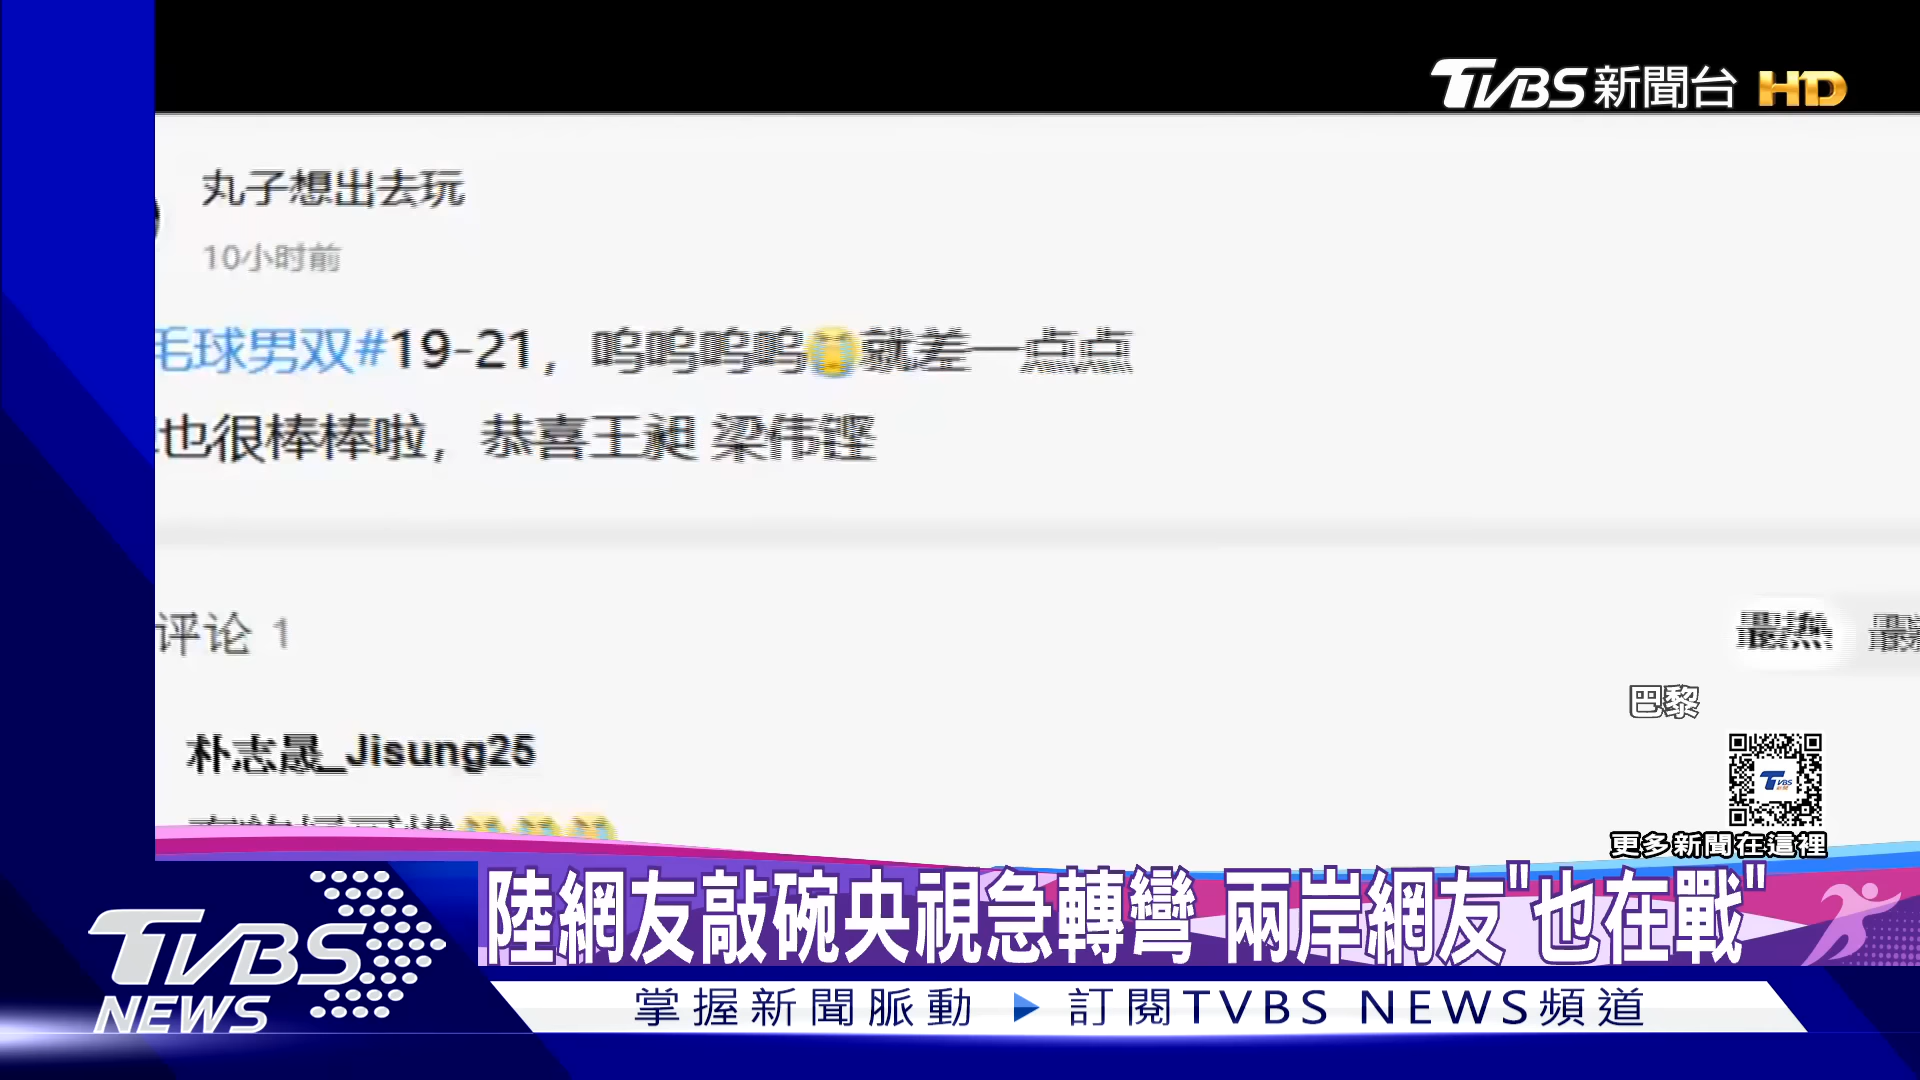 TVBS新聞台 HD
丸子想出去玩
10小时前
毛球男双#19-21，呜呜呜呜😭就差一点点
也很棒棒啦，恭喜王昶 梁伟铿
评论 1
最热
朴志晟_Jisung25
巴黎
TVBS
更多新聞在這裡
陸網友敲碗央視急轉彎 兩岸網友"也在戰"
TVBS
NEWS
掌握新聞脈動 ▶ 訂閱TVBS NEWS頻道